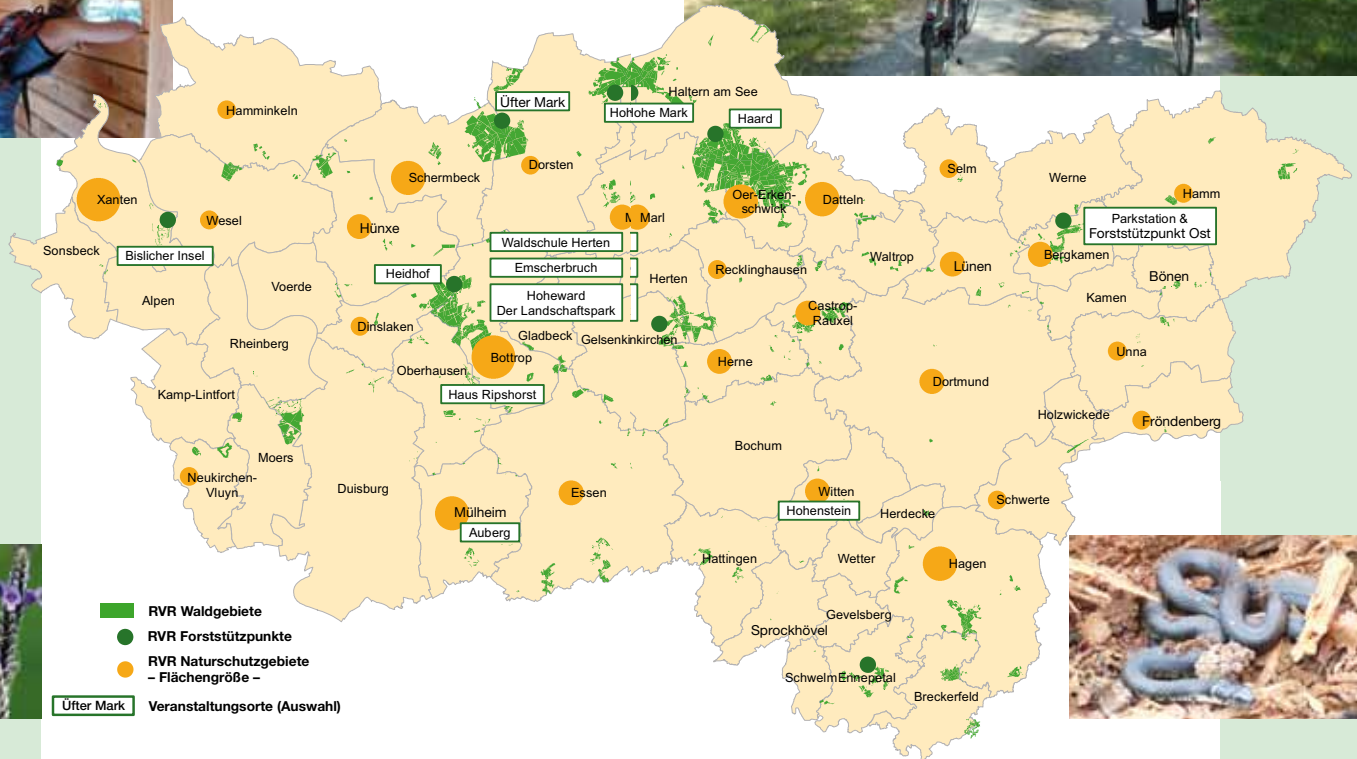 Üfter Mark
HoHohe Mark
Haltern am See
Haard
Hamminkeln
Dorsten
Schermbeck
Selm
Werne
Hamm
Xanten
Wesel
Hünxe
M Marl
Oer-Erken-
schwick
Datteln
Parkstation &
Forststützpunkt Ost
Sonsbeck
Bislicher Insel
Waldschule Herten
Emscherbruch
Hoheward
Der Landschaftspark
Heidhof
Herten
Recklinghausen
Waltrop
Lünen
Bergkamen
Bönen
Alpen
Voerde
Kamen
Dinslaken
Castrop-
Rauxel
Rheinberg
Gladbeck
Gelsenkinkirchen
Bottrop
Oberhausen
Herne
Unna
Dortmund
Haus Ripshorst
Kamp-Lintfort
Holzwickede
Fröndenberg
Moers
Bochum
Neukirchen-
Vluyn
Duisburg
Essen
Witten
Schwerte
Mülheim
Auberg
Hohenstein
Herdecke
Hattingen
Wetter
Hagen
Gevelsberg
Sprockhövel
Schwelm
Ennepetal
Breckerfeld
RVR Waldgebiete
RVR Forststützpunkte
RVR Naturschutzgebiete
– Flächengröße –
Üfter Mark
Veranstaltungsorte (Auswahl)